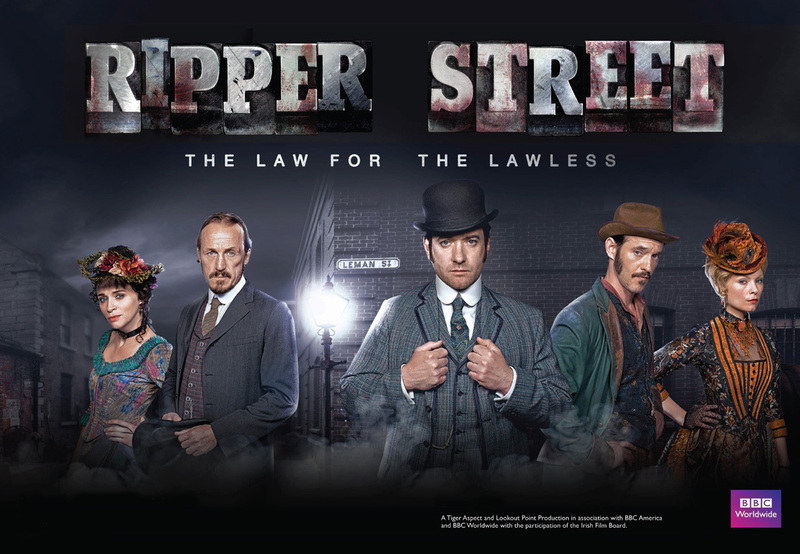 RIPPER STREET
THE LAW FOR THE LAWLESS
LEMAN ST
A Tiger Aspect and Lookout Point Production in association with BBC America
and BBC Worldwide with the participation of the Irish Film Board.
BBC
Worldwide